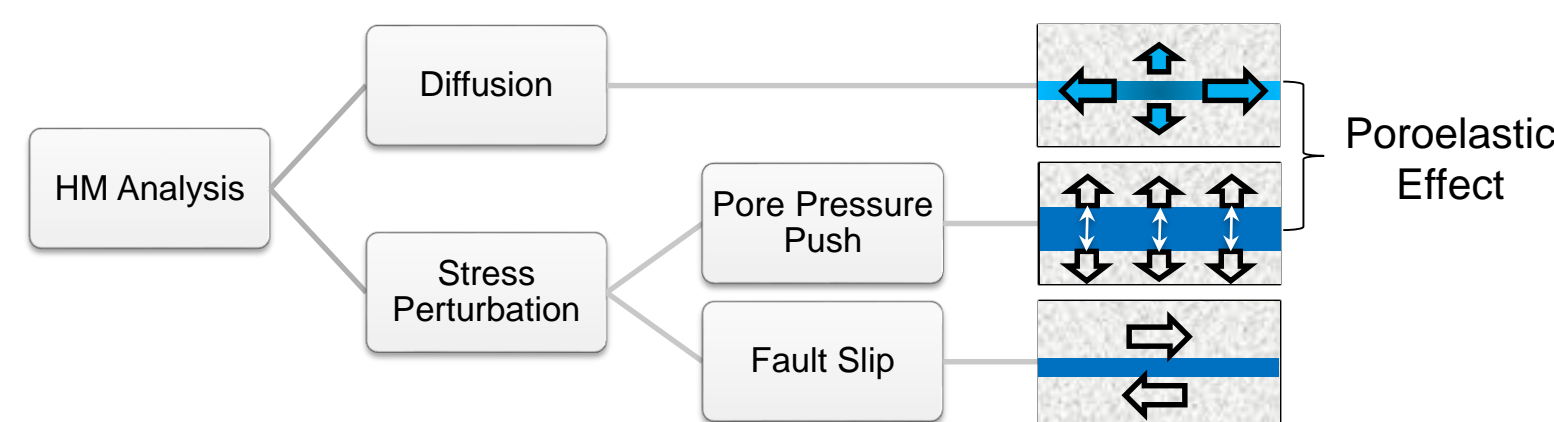 HM Analysis
Diffusion
Stress
Perturbation
Pore Pressure
Push
Fault Slip
Poroelastic
Effect